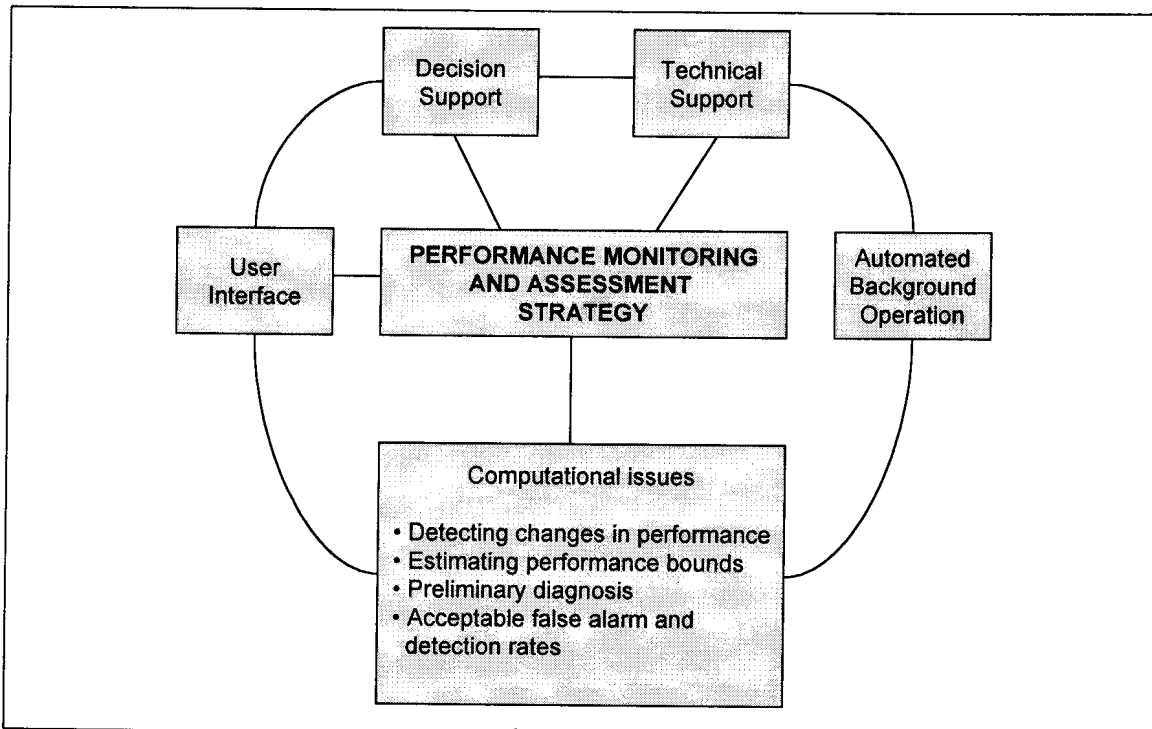 Decision
Support
Technical
Support
User
Interface
PERFORMANCE MONITORING
AND ASSESSMENT
STRATEGY
Automated
Background
Operation
Computational issues
• Detecting changes in performance
• Estimating performance bounds
• Preliminary diagnosis
• Acceptable false alarm and
detection rates